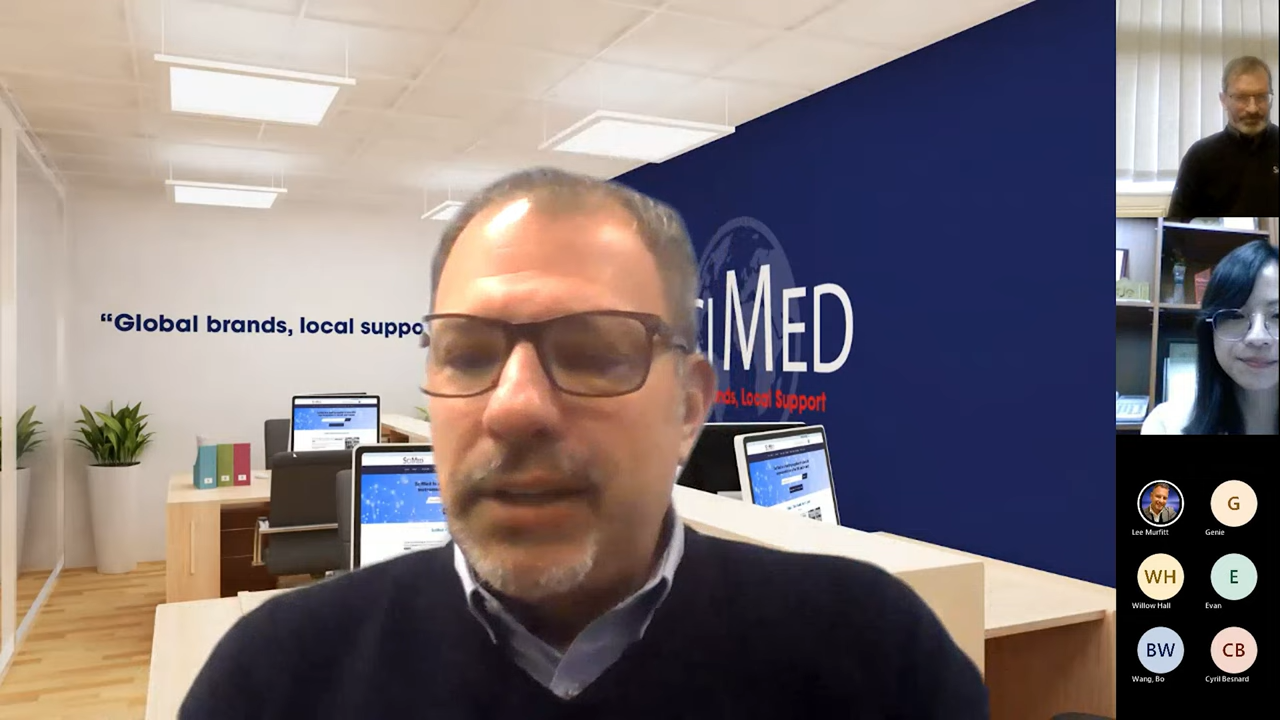 “Global brands, local suppo
iMED
nds, Local Support
SciMed
G
Lee Murfitt
Genie
WH
E
Willow Hall
Evan
BW
CB
Wang, Bo
Cyril Besnard